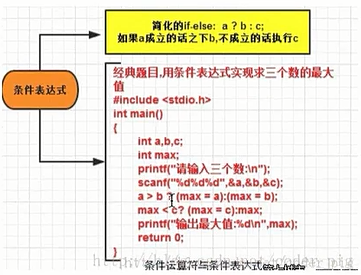 简化的if-else: a ? b : c;
如果a成立的话之下b,不成立的话执行c
条件表达式
经典题目,用条件表达式实现求三个数的最大
值
#include <stdio.h>
int main()
{
int a,b,c;
int max;
printf("请输入三个数:\n");
scanf("%d%d%d",&a,&b,&c);
a > b ? (max = a):(max = b);
max < c? (max = c):max;
printf("输出最大值:%d\n",max);
return 0;
}
条件运算符与条件表达式